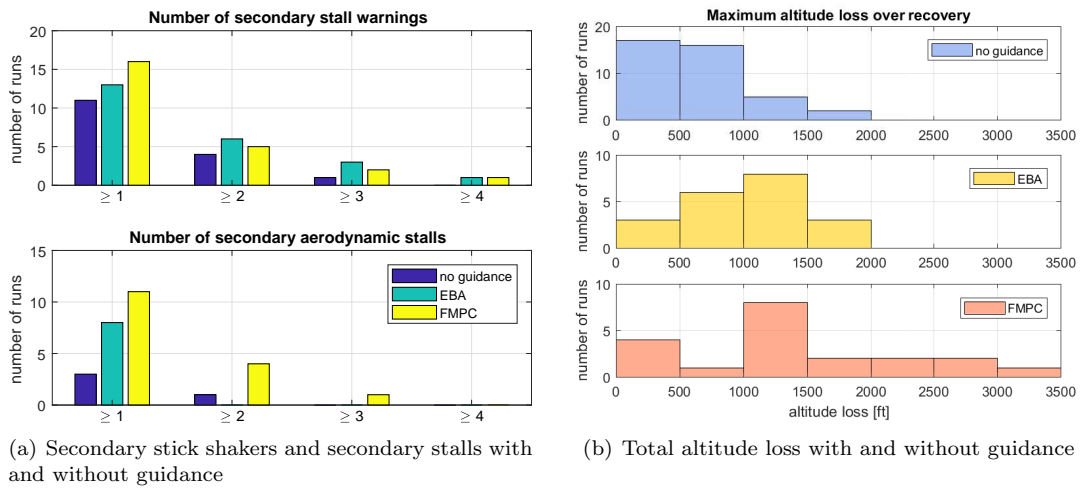 Number of secondary stall warnings
20
15
10
5
0
number of runs
≥ 1
≥ 2
≥ 3
≥ 4
Number of secondary aerodynamic stalls
15
10
5
0
number of runs
no guidance
EBA
FMPC
≥ 1
≥ 2
≥ 3
≥ 4
(a) Secondary stick shakers and secondary stalls with
and without guidance
Maximum altitude loss over recovery
20
10
0
number of runs
no guidance
0 500 1000 1500 2000 2500 3000 3500
10
5
0
number of runs
EBA
0 500 1000 1500 2000 2500 3000 3500
10
5
0
number of runs
FMPC
0 500 1000 1500 2000 2500 3000 3500
altitude loss [ft]
(b) Total altitude loss with and without guidance